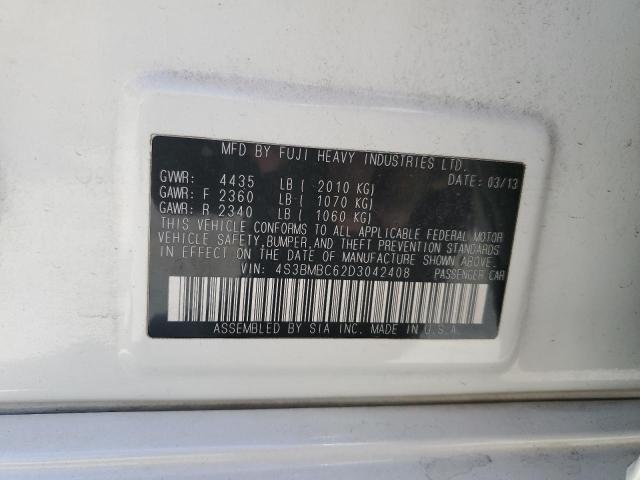 MFD BY FUJI HEAVY INDUSTRIES LTD.
GVWR: 4435 LB ( 2010 KG) DATE: 03/13
GAWR: F 2360 LB ( 1070 KG)
GAWR: R 2340 LB ( 1060 KG)
THIS VEHICLE CONFORMS TO ALL APPLICABLE FEDERAL MOTOR
VEHICLE SAFETY, BUMPER, AND THEFT PREVENTION STANDARDS
IN EFFECT ON THE DATE OF MANUFACTURE SHOWN ABOVE.
VIN: 4S3BMBC62D3042408 PASSENGER CAR
ASSEMBLED BY SIA INC. MADE IN U.S.A.